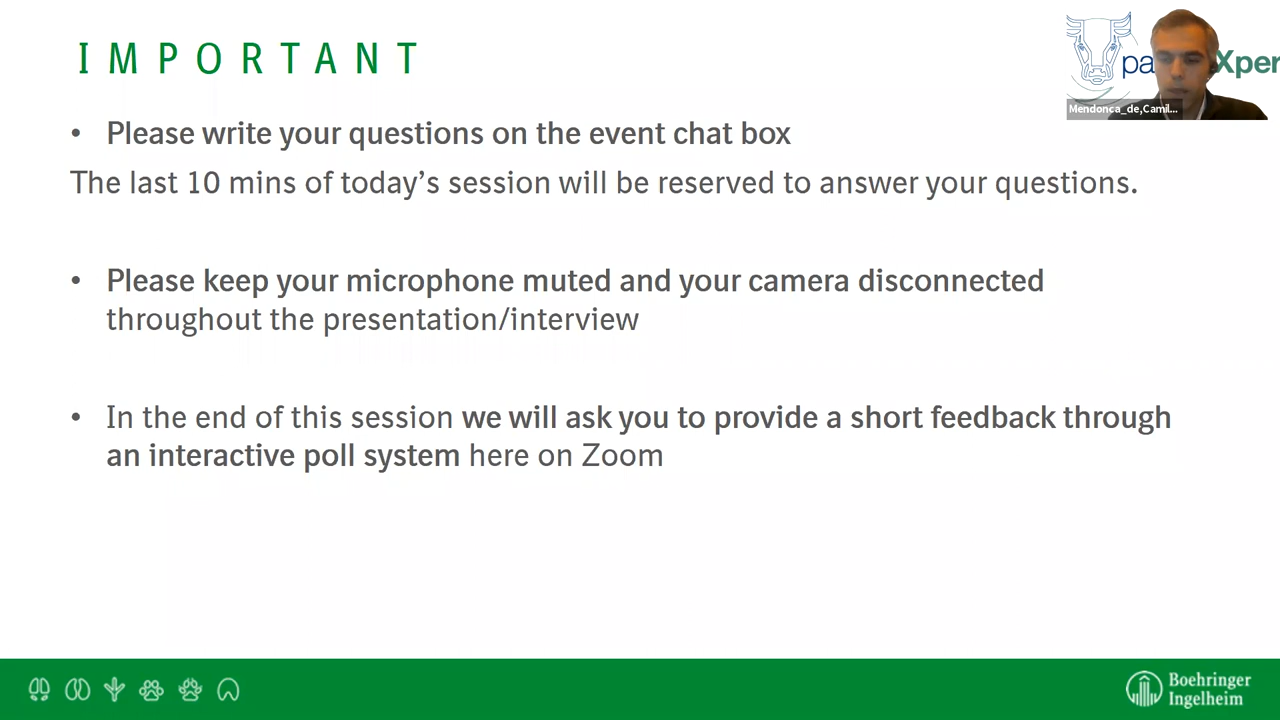 IMPORTANT
pa Xper
Mendonca_de,Camil...
• Please write your questions on the event chat box
The last 10 mins of today’s session will be reserved to answer your questions.
• Please keep your microphone muted and your camera disconnected
throughout the presentation/interview
• In the end of this session we will ask you to provide a short feedback through
an interactive poll system here on Zoom
Boehringer
Ingelheim